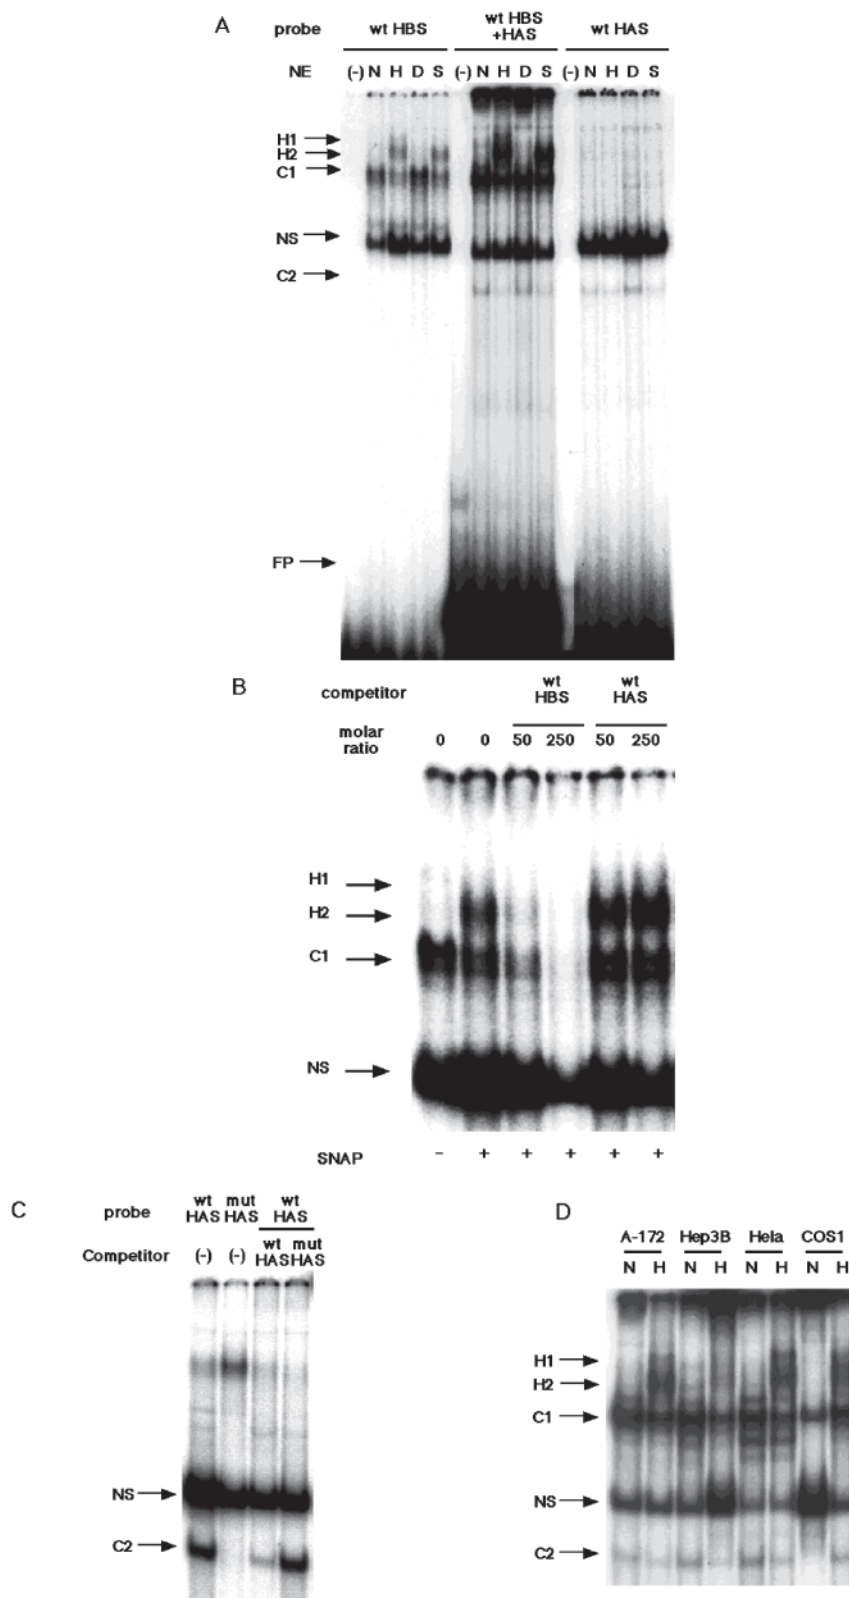 A
probe wt HBS wt HBS +HAS wt HAS
NE (-) N H D S (-) N H D S (-) N H D S
H1
H2
C1
NS
C2
FP
B
competitor wt HBS wt HAS
molar ratio 0 0 50 250 50 250
H1
H2
C1
NS
SNAP - + + + + +
C
probe wt HAS mut HAS wt HAS
Competitor (-) (-) wt HAS mut HAS
NS
C2
D
A-172 Hep3B Hela COS1
N H N H N H N H
H1
H2
C1
NS
C2